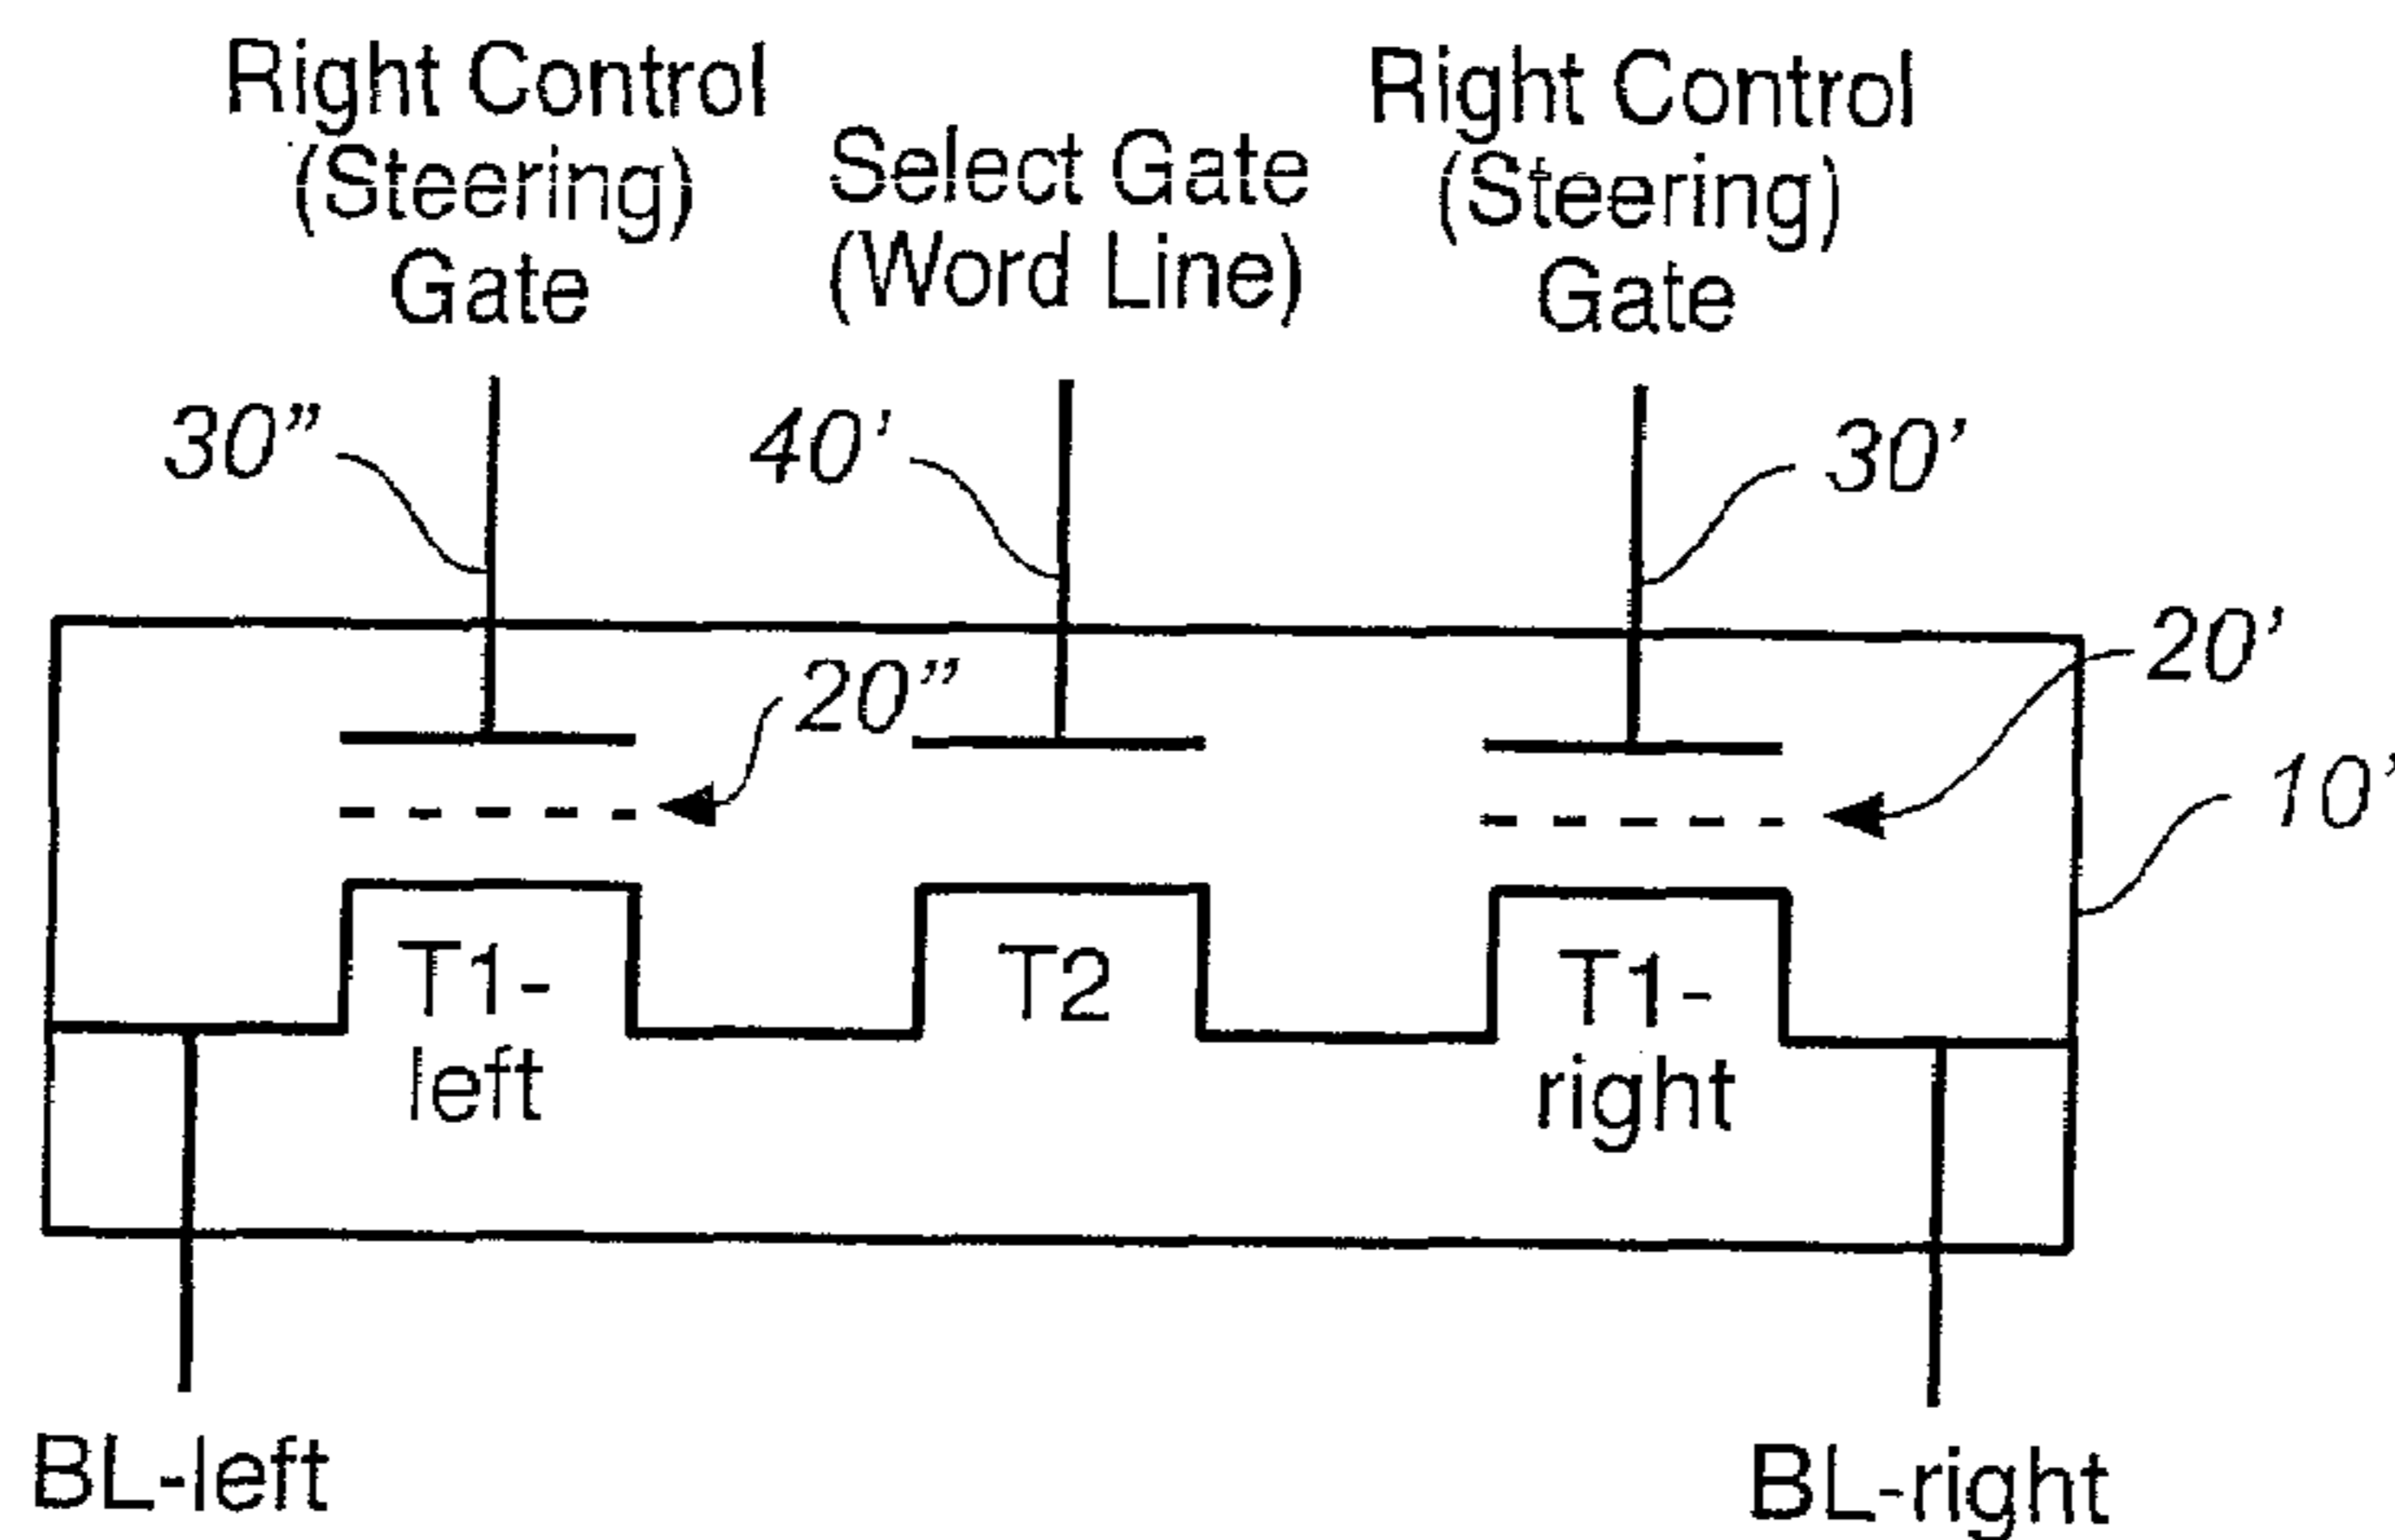 Right Control
(Steering)
Gate
Select Gate
(Word Line)
Right Control
(Steering)
Gate
30”
40’
30’
20”
20’
10’
T1-
left
T2
T1-
right
BL-left
BL-right